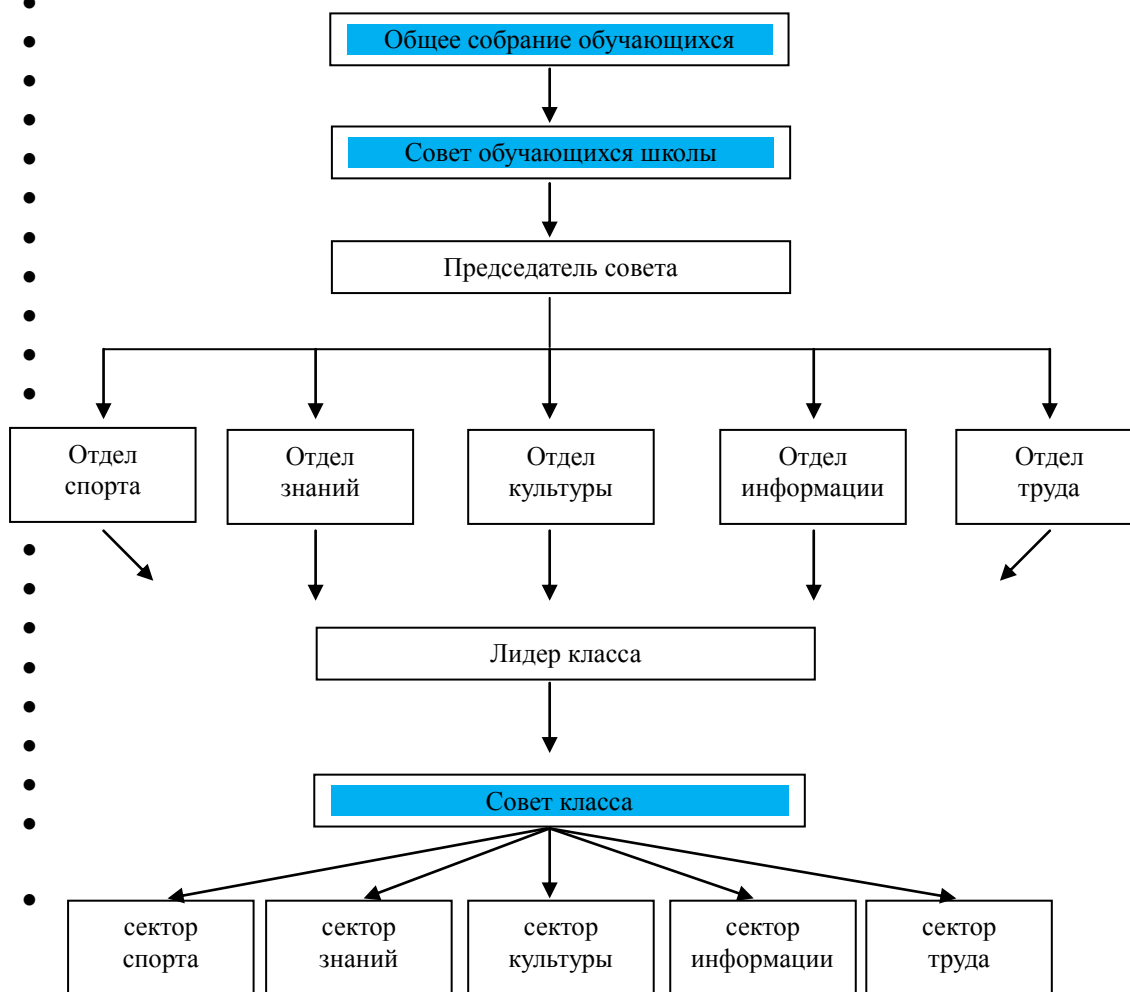 Общее собрание обучающихся
Совет обучающихся школы
Председатель совета
Отдел
спорта
Отдел
знаний
Отдел
культуры
Отдел
информации
Отдел
труда
Лидер класса
Совет класса
сектор
спорта
сектор
знаний
сектор
культуры
сектор
информации
сектор
труда